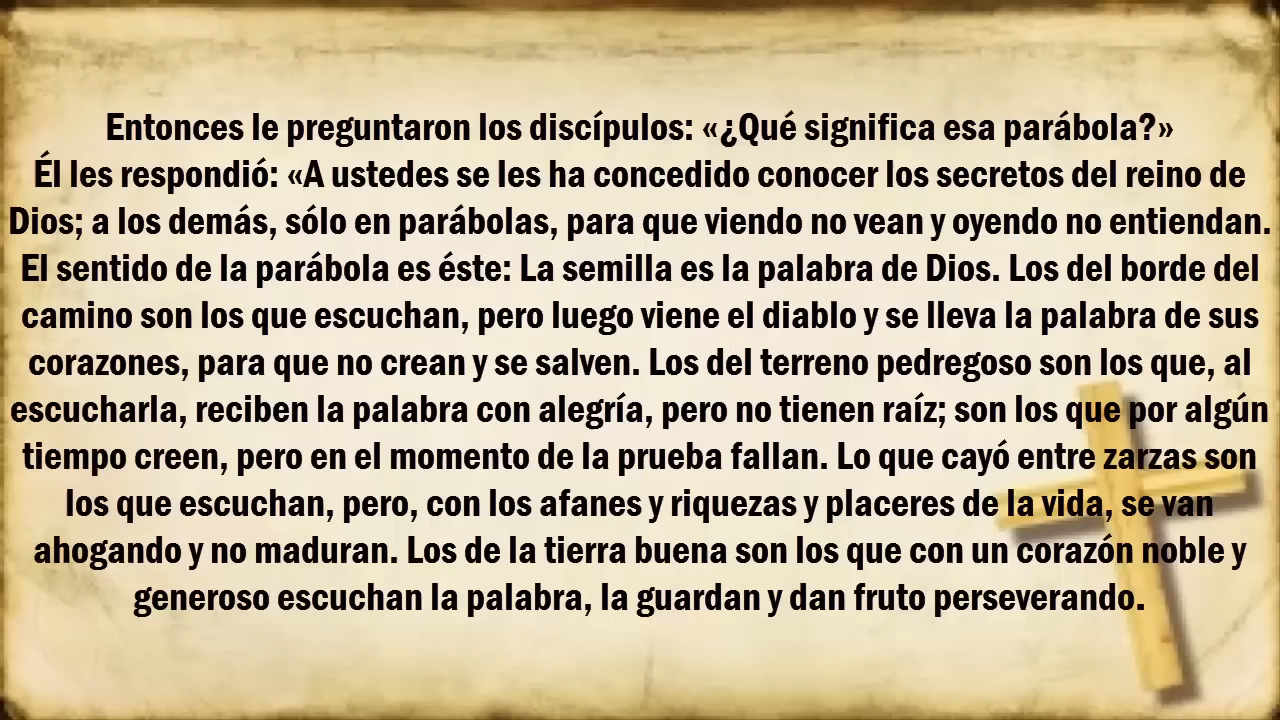 Entonces le preguntaron los discípulos: «¿Qué significa esa parábola?»
Él les respondió: «A ustedes se les ha concedido conocer los secretos del reino de
Dios; a los demás, sólo en parábolas, para que viendo no vean y oyendo no entiendan.
El sentido de la parábola es éste: La semilla es la palabra de Dios. Los del borde del
camino son los que escuchan, pero luego viene el diablo y se lleva la palabra de sus
corazones, para que no crean y se salven. Los del terreno pedregoso son los que, al
escucharla, reciben la palabra con alegría, pero no tienen raíz; son los que por algún
tiempo creen, pero en el momento de la prueba fallan. Lo que cayó entre zarzas son
los que escuchan, pero, con los afanes y riquezas y placeres de la vida, se van
ahogando y no maduran. Los de la tierra buena son los que con un corazón noble y
generoso escuchan la palabra, la guardan y dan fruto perseverando.